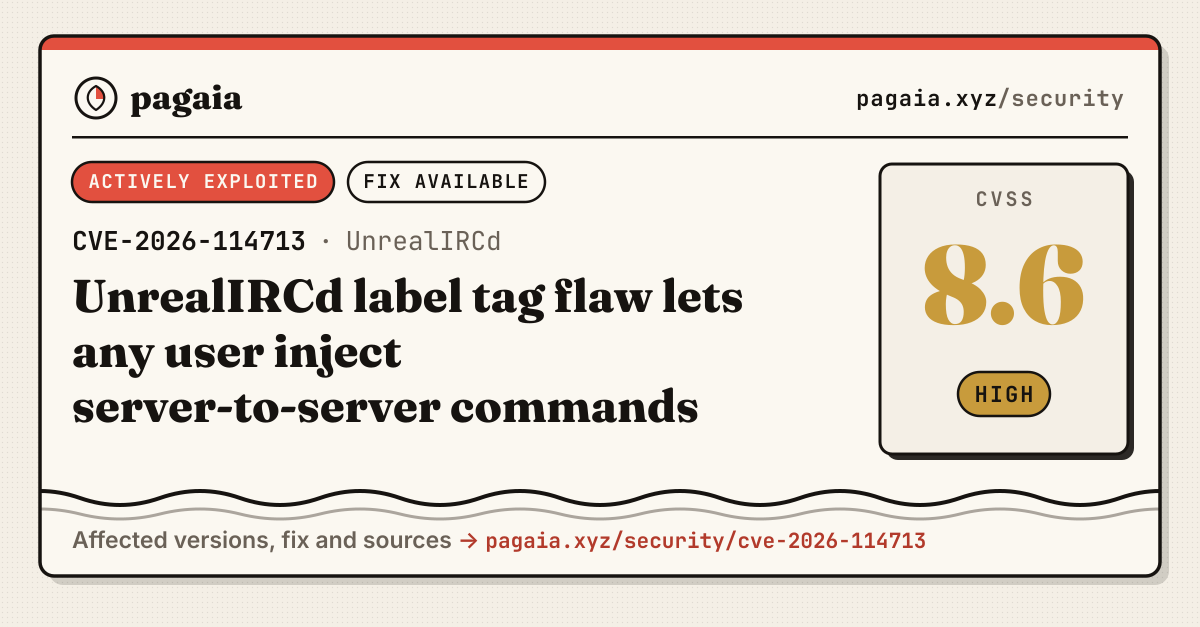 pagaia
pagaia.xyz/security
ACTIVELY EXPLOITED
FIX AVAILABLE
CVE-2026-114713 · UnrealIRCd
UnrealIRCd label tag flaw lets
any user inject
server-to-server commands
CVSS
8.6
HIGH
Affected versions, fix and sources → pagaia.xyz/security/cve-2026-114713